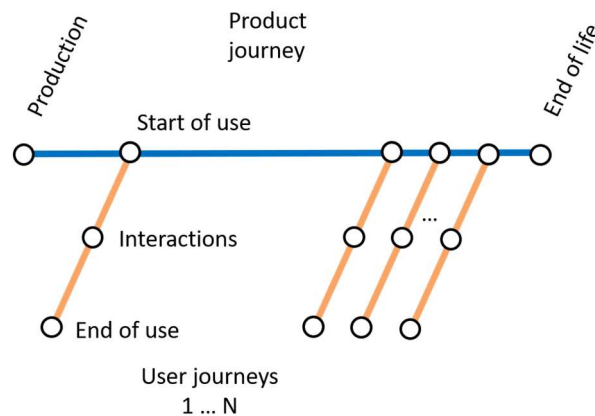 Product
journey
Production
End of life
Start of use
...
Interactions
End of use
User journeys
1 ... N